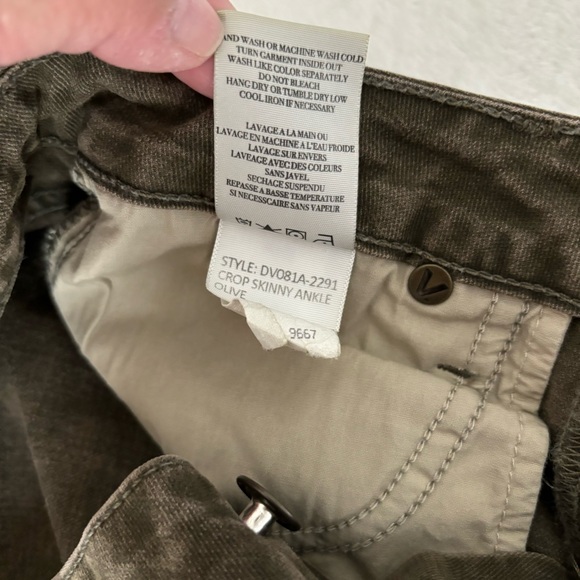 AND WASH OR MACHINE WASH COLD
TURN GARMENT INSIDE OUT
WASH LIKE COLOR SEPARATELY
DO NOT BLEACH
HANG DRY OR TUMBLE DRY LOW
COOL IRON IF NECESSARY
LAVAGE A LA MAIN OU
LAVAGE EN MACHINE A L'EAU FROIDE
LAVAGE SUR ENVERS
LAVEAGE AVEC DES COLEURS
SANS JAVEL
SECHAGE SUSPENDU
REPASSE A BASSE TEMPERATURE
SI NECESSCAIRE SANS VAPEUR
STYLE: DV081A-2291
CROP SKINNY ANKLE
OLIVE
9667
V